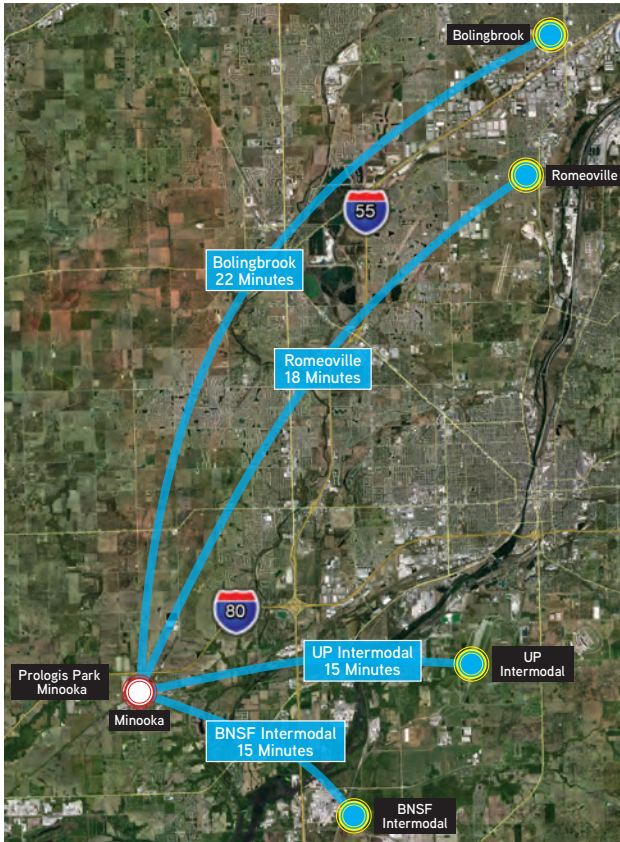 Bolingbrook
Romeoville
55
Bolingbrook
22 Minutes
Romeoville
18 Minutes
80
UP Intermodal
15 Minutes
UP
Intermodal
Prologis Park
Minooka
Minooka
BNSF Intermodal
15 Minutes
BNSF
Intermodal